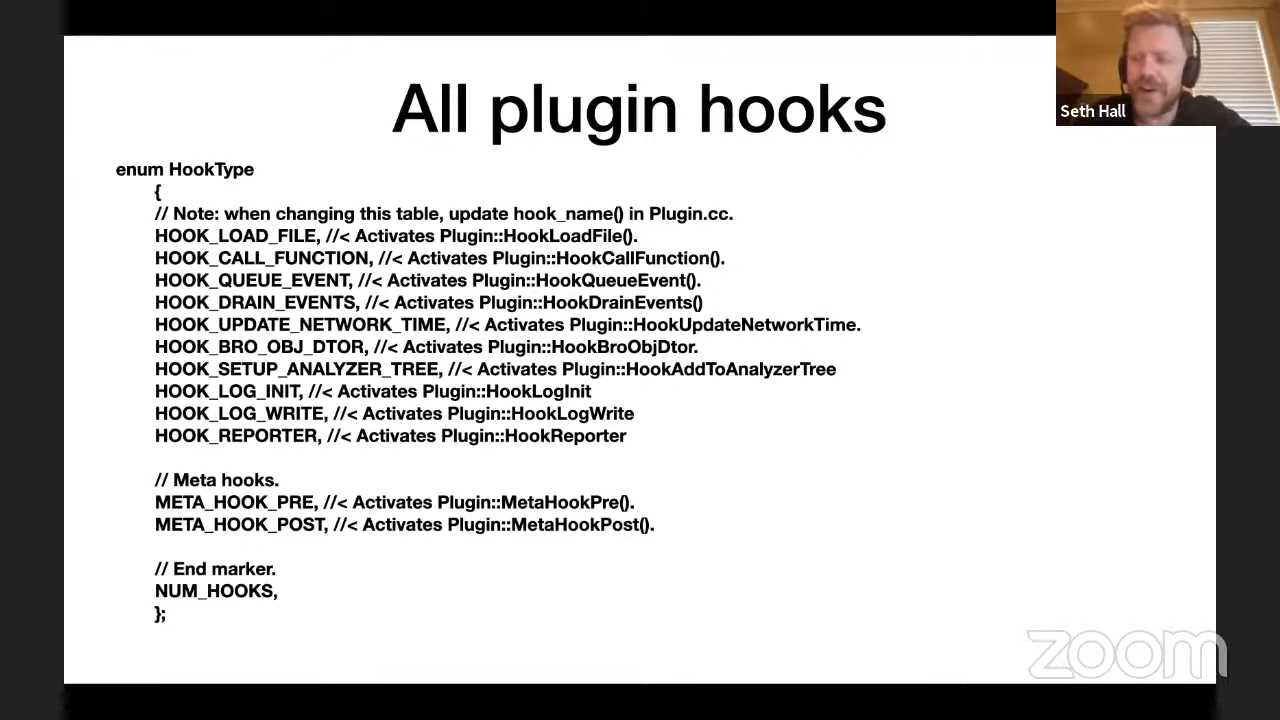 All plugin hooks
Seth Hall
enum HookType
{
// Note: when changing this table, update hook_name() in Plugin.cc.
HOOK_LOAD_FILE, //< Activates Plugin::HookLoadFile().
HOOK_CALL_FUNCTION, //< Activates Plugin::HookCallFunction().
HOOK_QUEUE_EVENT, //< Activates Plugin::HookQueueEvent().
HOOK_DRAIN_EVENTS, //< Activates Plugin::HookDrainEvents()
HOOK_UPDATE_NETWORK_TIME, //< Activates Plugin::HookUpdateNetworkTime.
HOOK_BRO_OBJ_DTOR, //< Activates Plugin::HookBroObjDtor.
HOOK_SETUP_ANALYZER_TREE, //< Activates Plugin::HookAddToAnalyzerTree
HOOK_LOG_INIT, //< Activates Plugin::HookLogInit
HOOK_LOG_WRITE, //< Activates Plugin::HookLogWrite
HOOK_REPORTER, //< Activates Plugin::HookReporter
// Meta hooks.
META_HOOK_PRE, //< Activates Plugin::MetaHookPre().
META_HOOK_POST, //< Activates Plugin::MetaHookPost().
// End marker.
NUM_HOOKS,
};
zoom